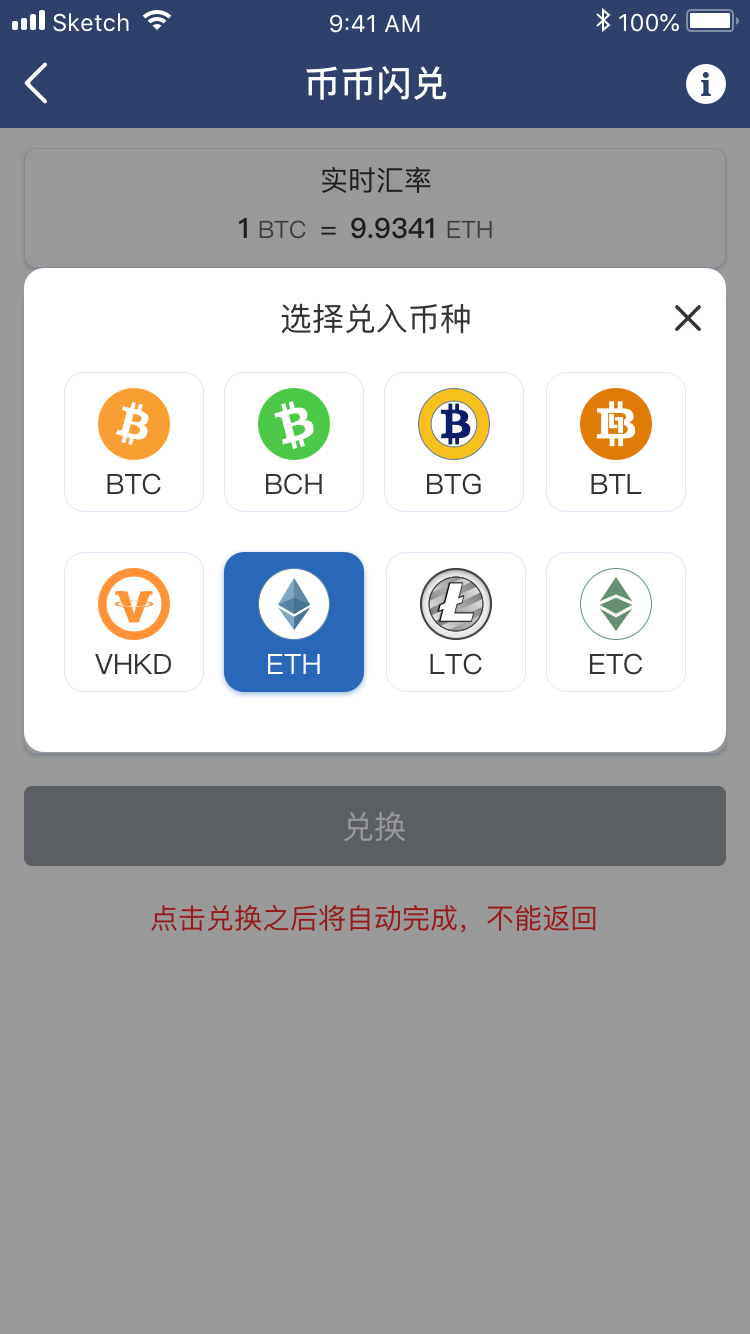 Sketch 9:41 AM 100%
币币闪兑
实时汇率
1 BTC = 9.9341 ETH
选择兑入币种
BTC BCH BTG BTL
VHKD ETH LTC ETC
兑换
点击兑换之后将自动完成，不能返回